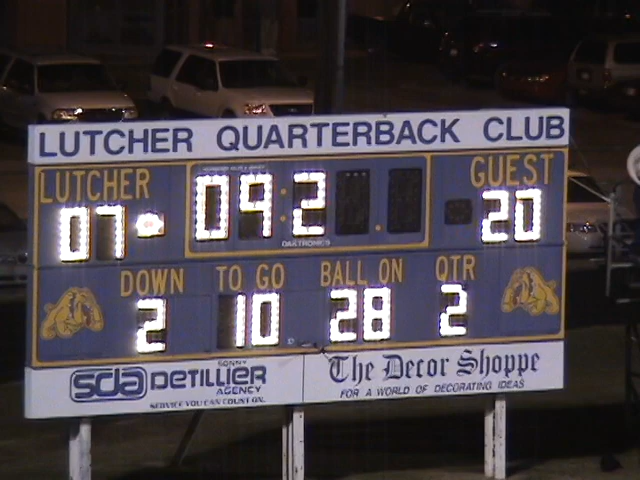 LUTCHER QUARTERBACK CLUB
LUTCHER
GUEST
07
09:2
20
DAKTRONICS
DOWN TO GO BALL ON QTR
2 10 28 2
sda
SONNY
DETILLIER
AGENCY
SERVICE YOU CAN COUNT ON.
The Decor Shoppe
FOR A WORLD OF DECORATING IDEAS